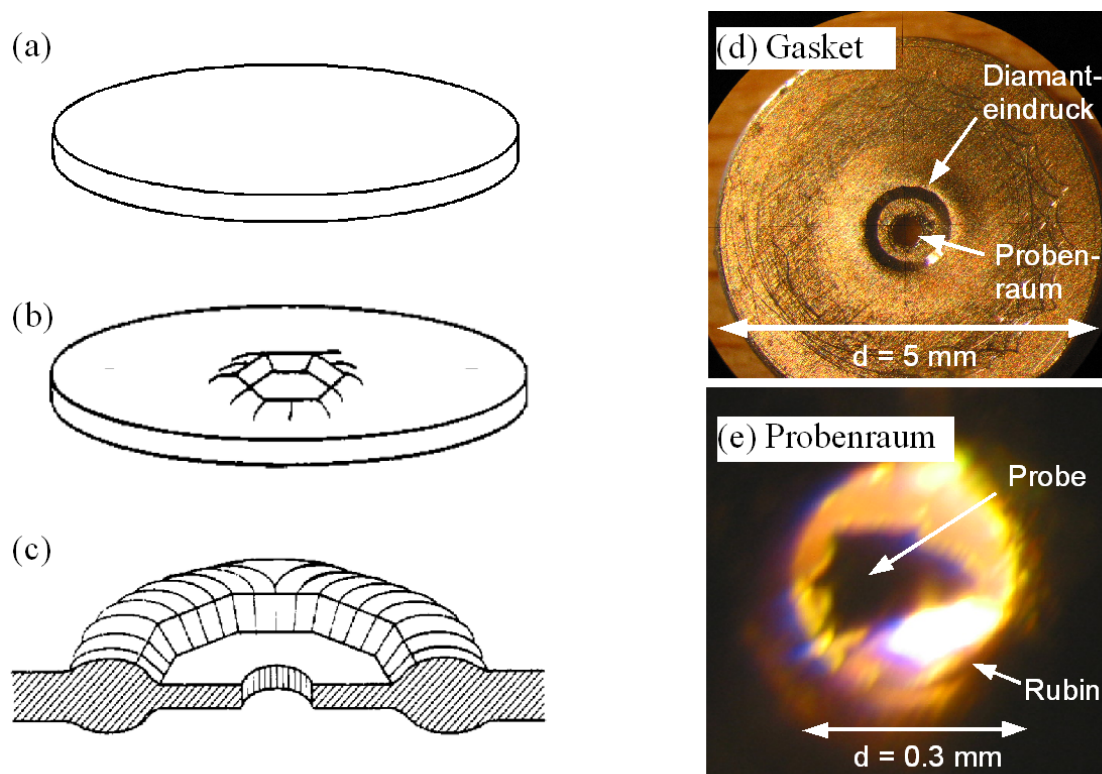 (a)
(b)
(c)
(d) Gasket
Diamant-
eindruck
Proben-
raum
d = 5 mm
(e) Probenraum
Probe
Rubin
d = 0.3 mm